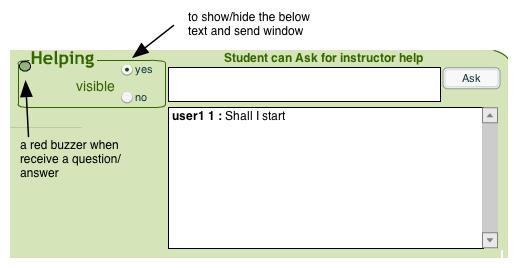 to show/hide the below
text and send window
Helping
Student can Ask for instructor help
yes
visible
no
Ask
user1 1 : Shall I start
a red buzzer when
receive a question/
answer